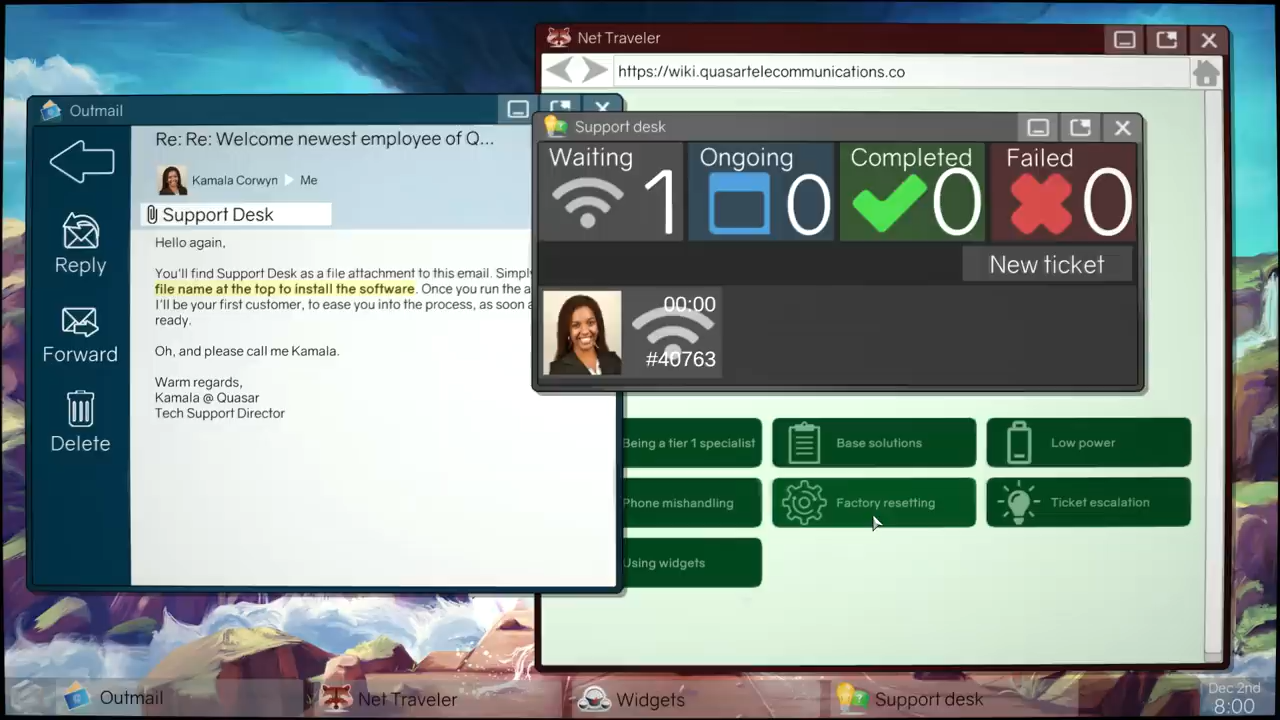 Net Traveler
https://wiki.quasartelecommunications.co
Outmail
Re: Re: Welcome newest employee of Q...
Kamala Corwyn Me
Support Desk
Reply
Forward
Delete
Hello again,
You'll find Support Desk as a file attachment to this email. Simply
file name at the top to install the software. Once you run the a
I'll be your first customer, to ease you into the process, as soon a
ready.
Oh, and please call me Kamala.
Warm regards,
Kamala @ Quasar
Tech Support Director
Support desk
Waiting 1
Ongoing 0
Completed 0
Failed 0
New ticket
00:00
#40763
Being a tier 1 specialist
Base solutions
Low power
Phone mishandling
Factory resetting
Ticket escalation
Using widgets
Outmail
Net Traveler
Widgets
Support desk
Dec 2nd
8:00